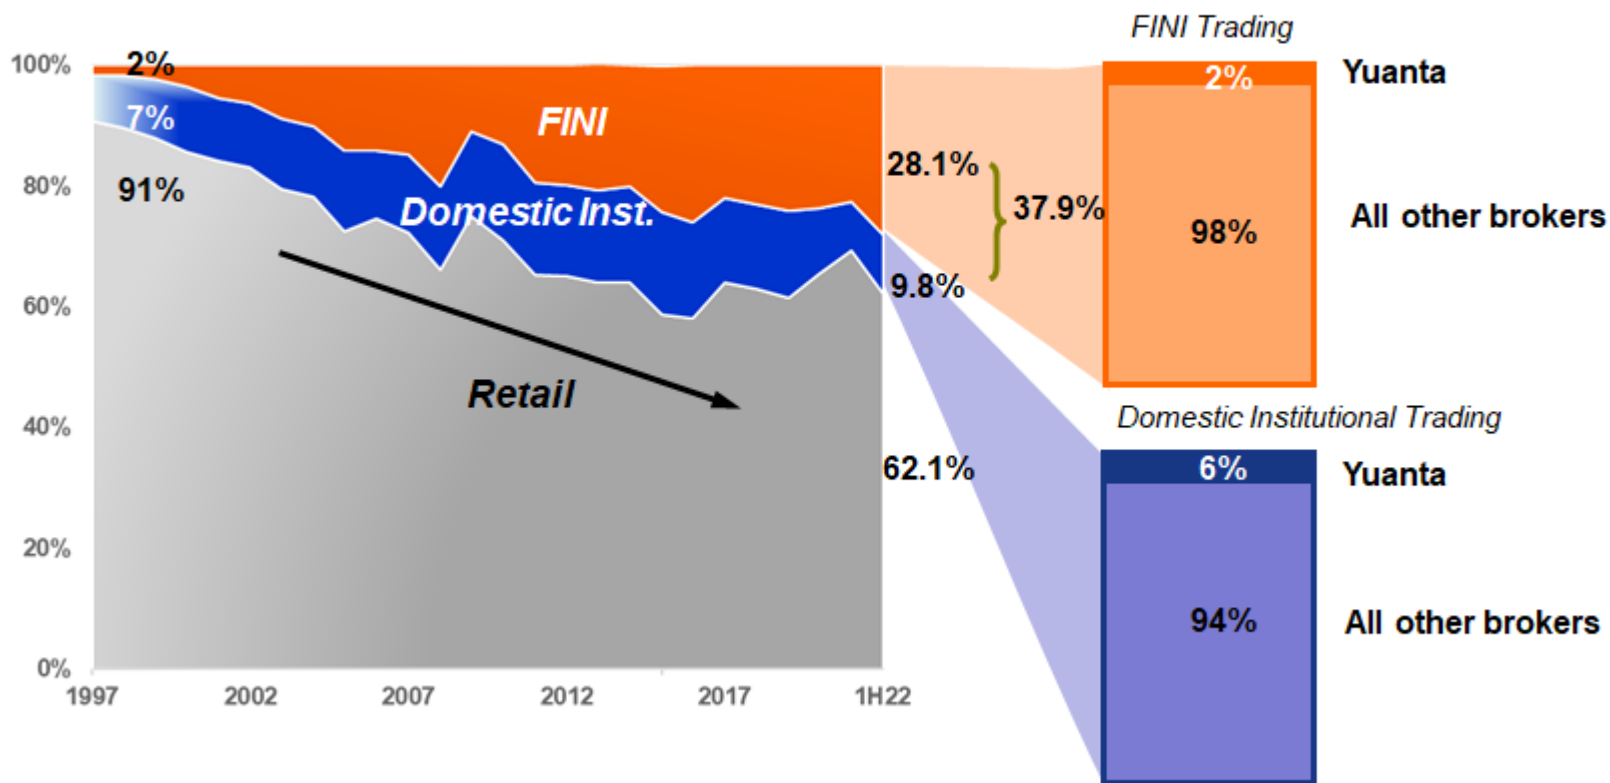 FINI Trading
100%
2%
2%
Yuanta
7%
FINI
80%
91%
28.1%
37.9%
Domestic Inst.
98%
All other brokers
60%
9.8%
Retail
40%
Domestic Institutional Trading
62.1%
6%
Yuanta
20%
94%
All other brokers
0%
1997 2002 2007 2012 2017 1H22